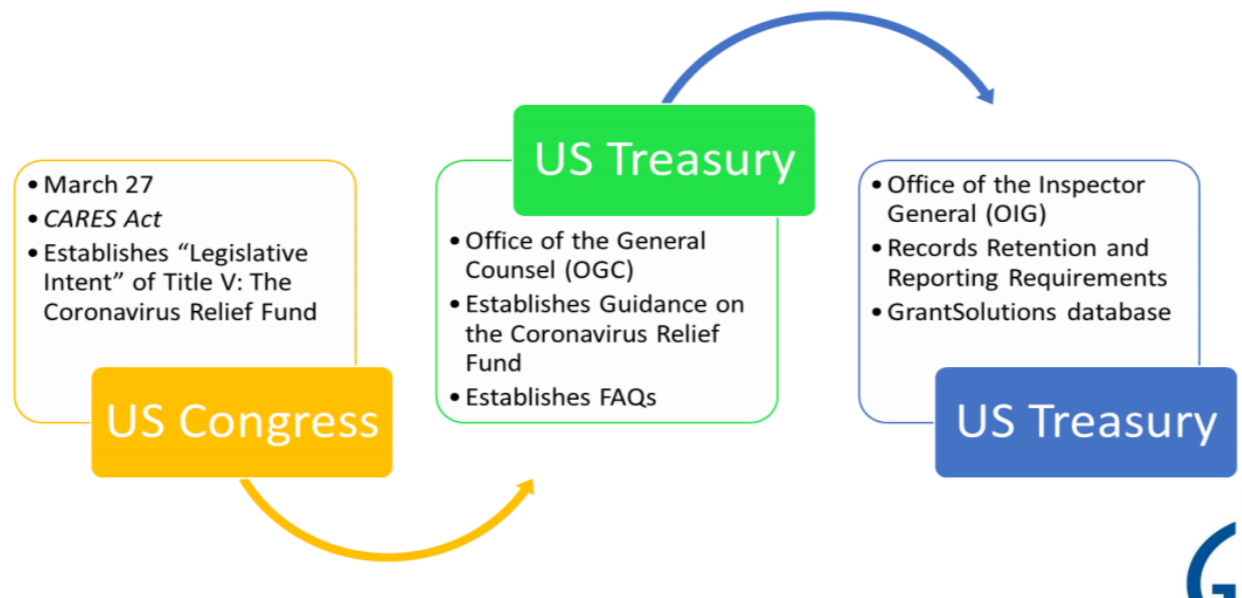 • March 27
• CARES Act
• Establishes “Legislative
Intent” of Title V: The
Coronavirus Relief Fund
US Congress
US Treasury
• Office of the General
Counsel (OGC)
• Establishes Guidance on
the Coronavirus Relief
Fund
• Establishes FAQs
• Office of the Inspector
General (OIG)
• Records Retention and
Reporting Requirements
• GrantSolutions database
US Treasury